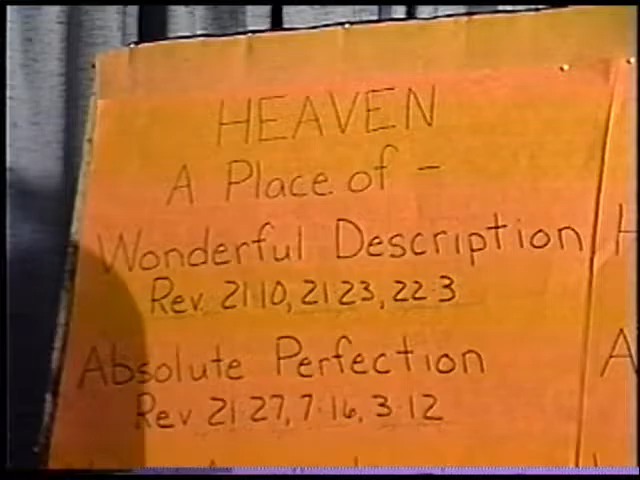 HEAVEN
A Place of -
Wonderful Description
Rev 21:10, 21:23, 22:3
Absolute Perfection
Rev 21:27, 7:16, 3:12
H
A